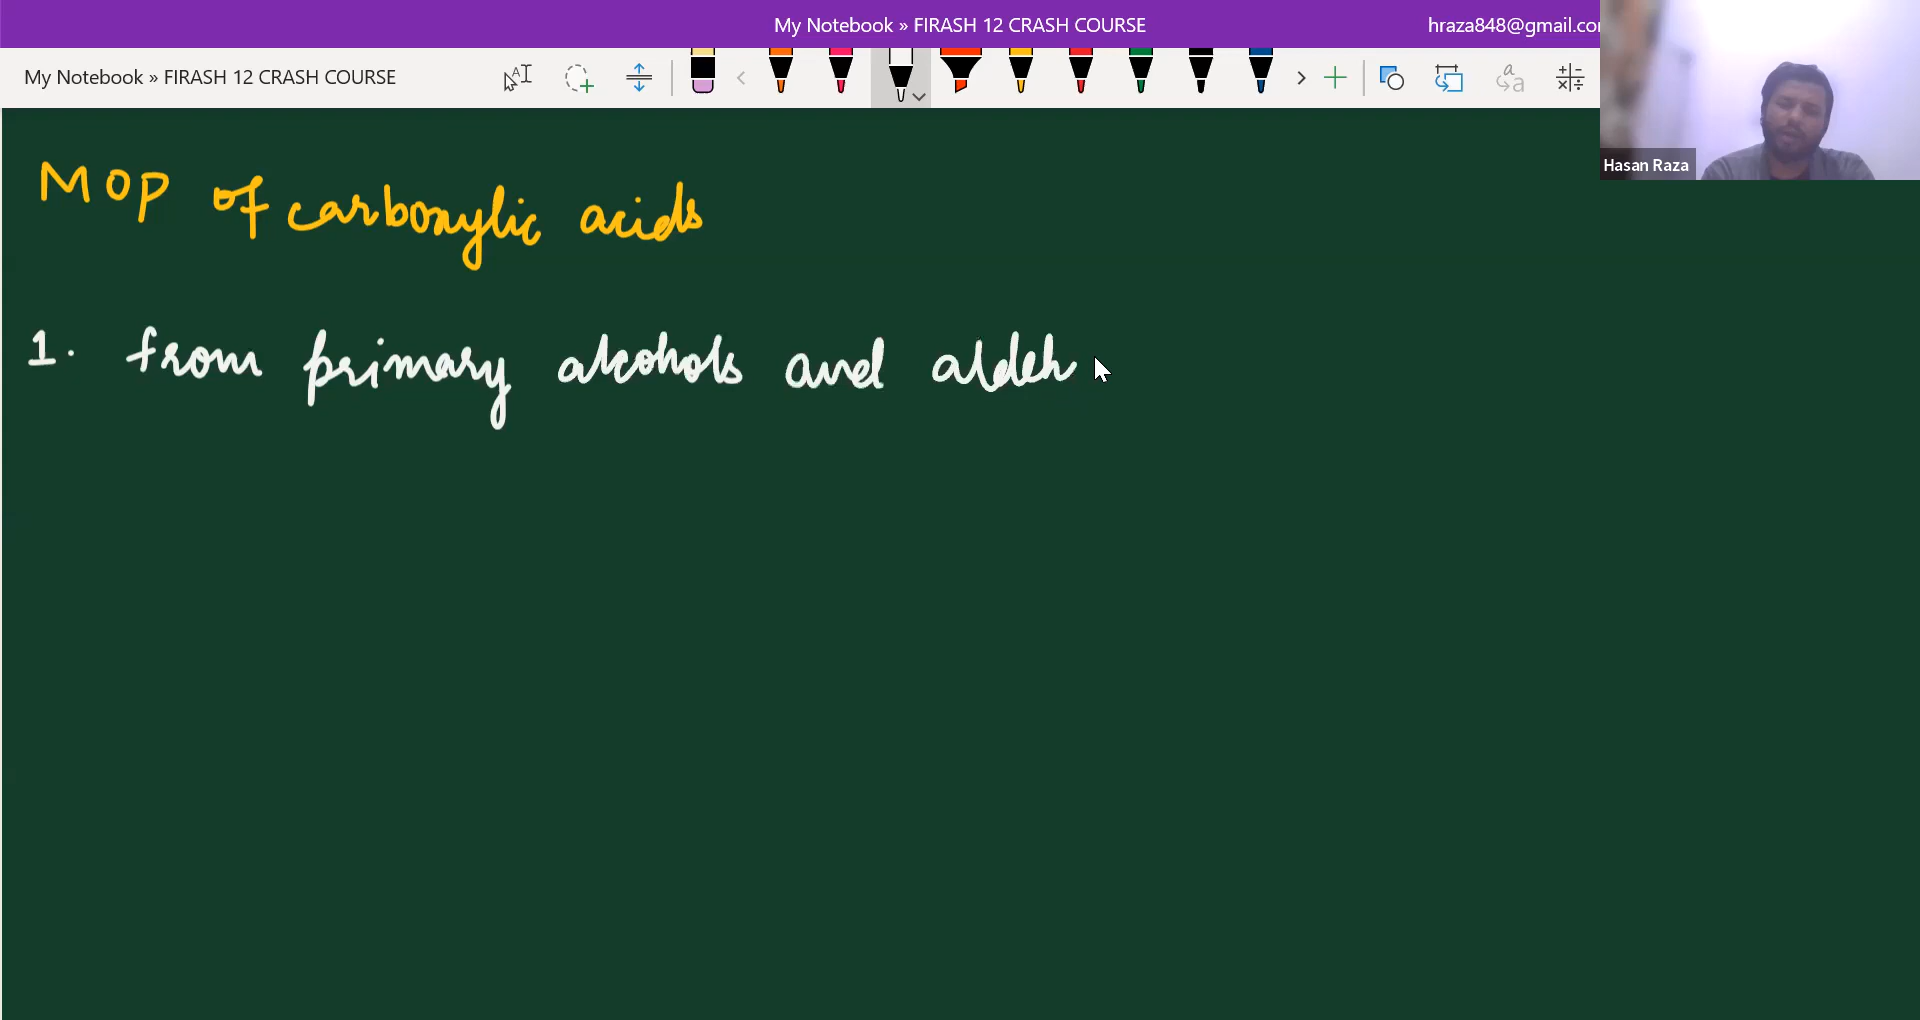 My Notebook » FIRASH 12 CRASH COURSE
hraza848@gmail.co
My Notebook » FIRASH 12 CRASH COURSE
Hasan Raza
MOP of carboxylic acids
1. from primary alcohols and aldeh